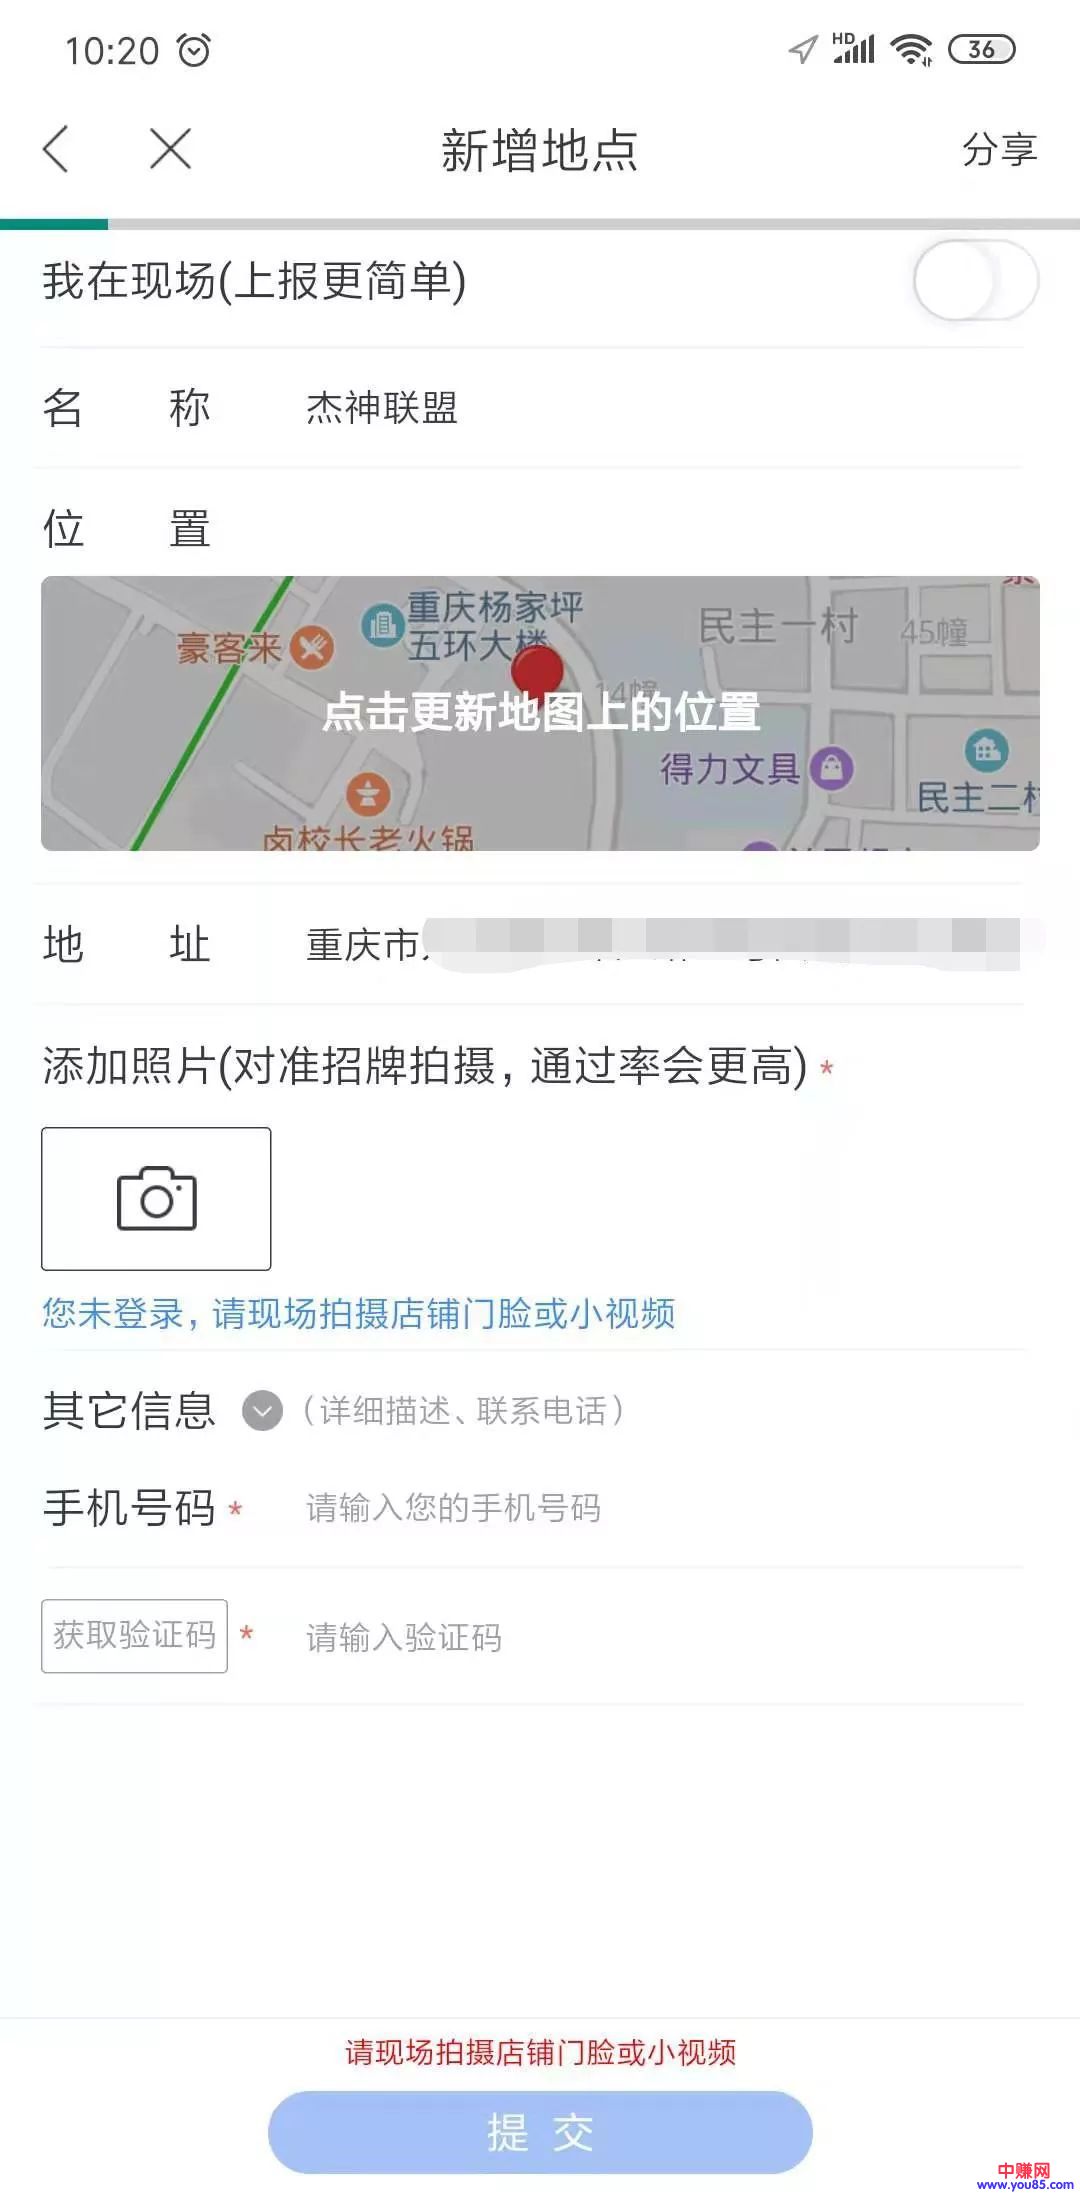 10:20
HD
36
新增地点
分享
我在现场(上报更简单)
名 称 杰神联盟
位 置
重庆杨家坪
五环大楼
豪客来
民主一村
45幢
14幢
点击更新地图上的位置
得力文具
民主二村
卤校长老火锅
地 址 重庆市
添加照片(对准招牌拍摄，通过率会更高) *
您未登录，请现场拍摄店铺门脸或小视频
其它信息 （详细描述、联系电话）
手机号码 * 请输入您的手机号码
获取验证码 * 请输入验证码
请现场拍摄店铺门脸或小视频
提 交
中赚网
www.you85.com